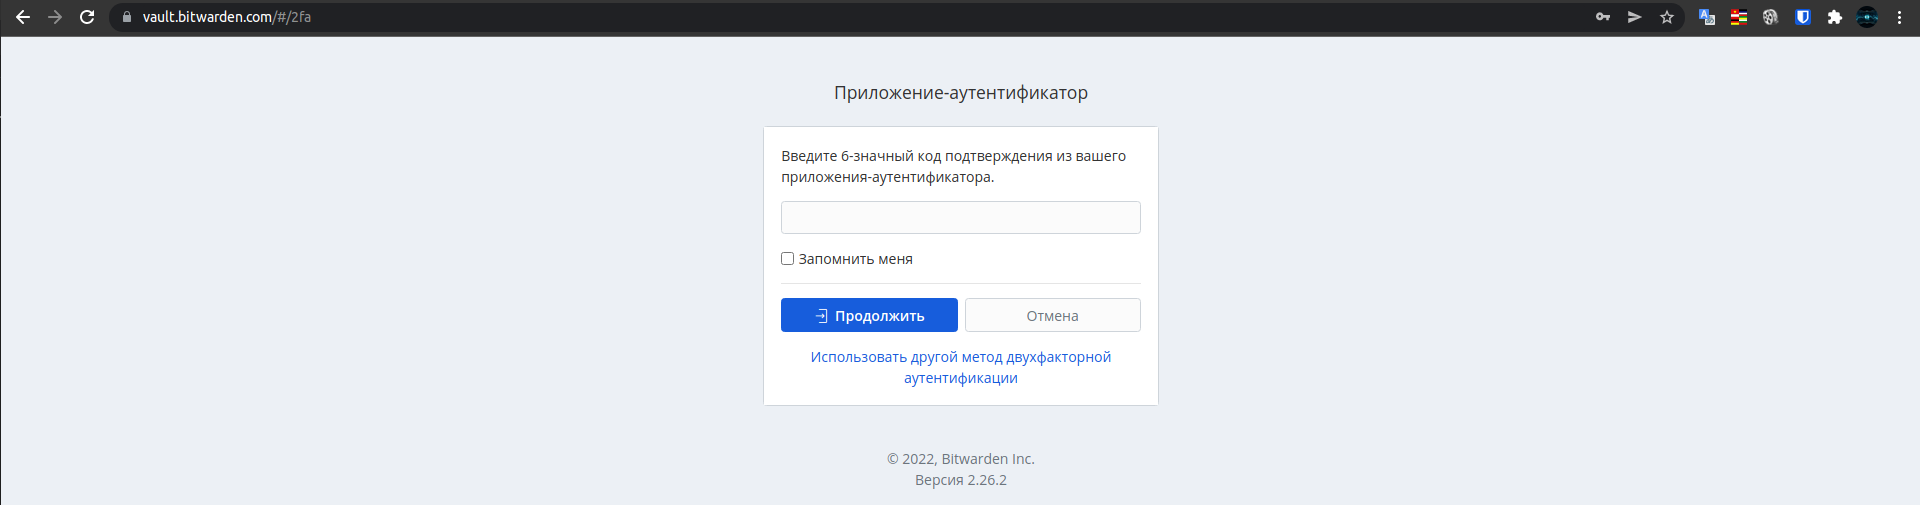 vault.bitwarden.com/#/2fa
Приложение-аутентификатор
Введите 6-значный код подтверждения из вашего
приложения-аутентификатора.
Запомнить меня
Продолжить
Отмена
Использовать другой метод двухфакторной
аутентификации
© 2022, Bitwarden Inc.
Версия 2.26.2